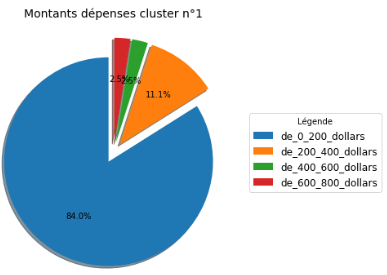 Montants dépenses cluster n°1
2.5%
2.5%
11.1%
84.0%
Légende
de_0_200_dollars
de_200_400_dollars
de_400_600_dollars
de_600_800_dollars